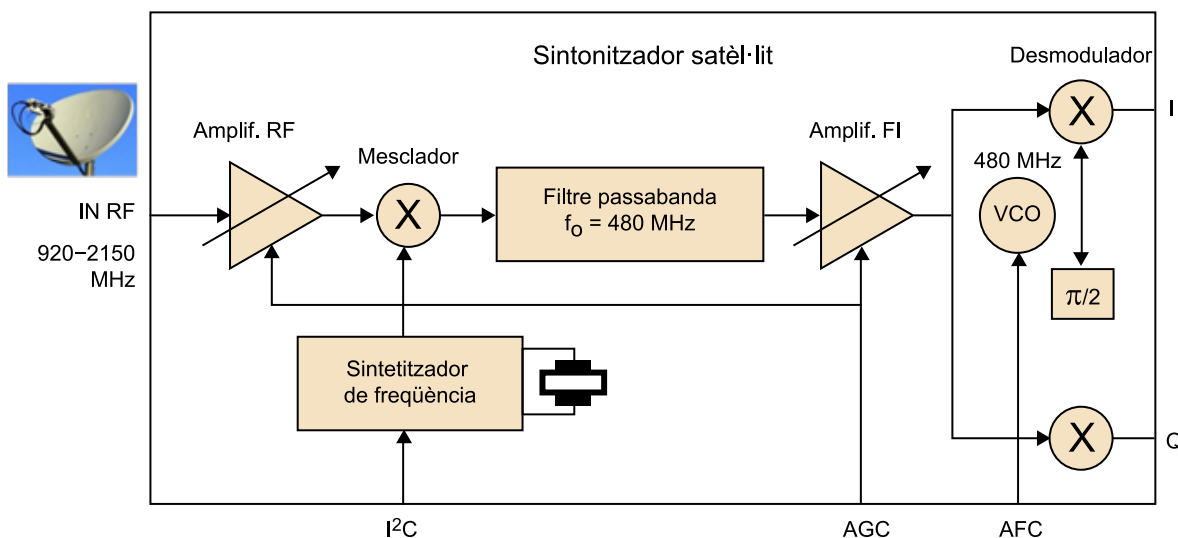 Sintonitzador satèl·lit
Desmodulador
X
I
Amplif. RF
Amplif. FI
Mesclador
480 MHz
Filtre passabanda
fo = 480 MHz
X
VCO
IN RF
920–2150
MHz
π/2
Sintetitzador
de freqüència
X
Q
I²C
AGC
AFC